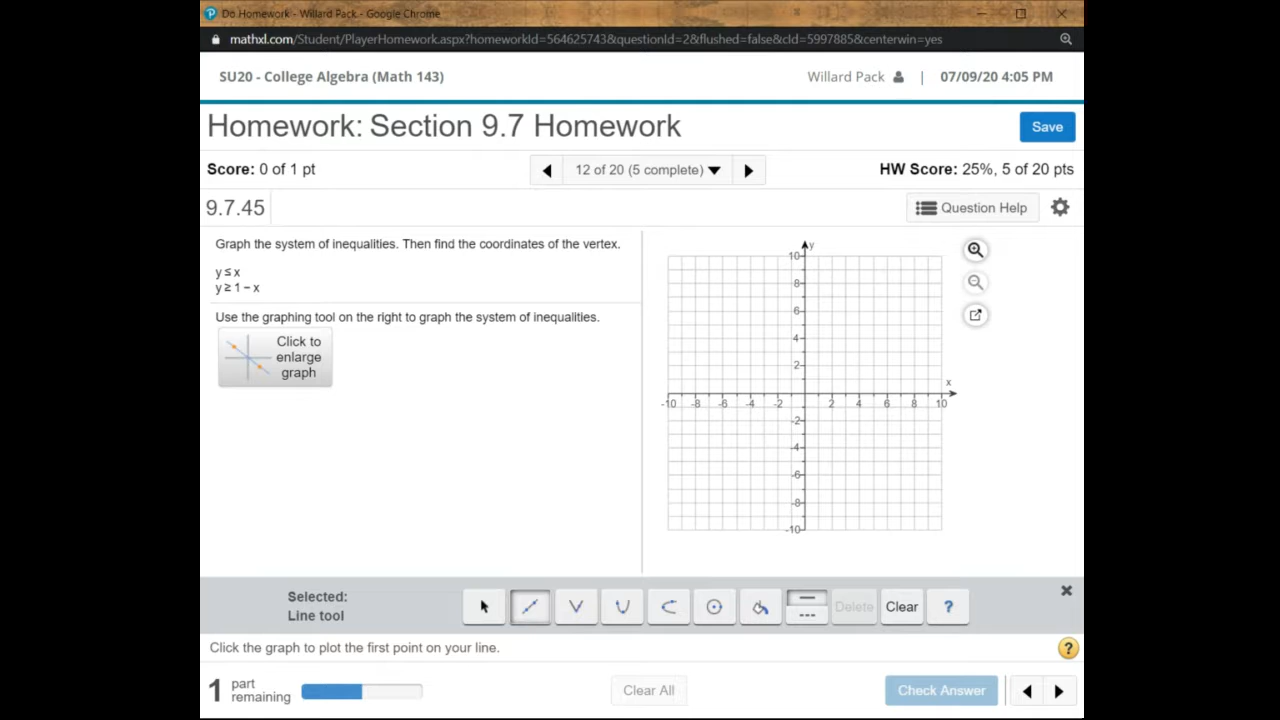 Do Homework - Willard Pack - Google Chrome
mathxl.com/Student/PlayerHomework.aspx?homeworkId=564625743&questionId=2&flushed=false&cId=5997885&centerwin=yes
SU20 - College Algebra (Math 143)
Willard Pack | 07/09/20 4:05 PM
Homework: Section 9.7 Homework
Save
Score: 0 of 1 pt
12 of 20 (5 complete)
HW Score: 25%, 5 of 20 pts
9.7.45
Question Help
Graph the system of inequalities. Then find the coordinates of the vertex.
y ≤ x
y ≥ 1 − x
Use the graphing tool on the right to graph the system of inequalities.
Click to
enlarge
graph
y
10
8
6
4
2
x
-10 -8 -6 -4 -2 2 4 6 8 10
-2
-4
-6
-8
-10
Selected:
Line tool
Delete
Clear
?
Click the graph to plot the first point on your line.
?
1 part
remaining
Clear All
Check Answer